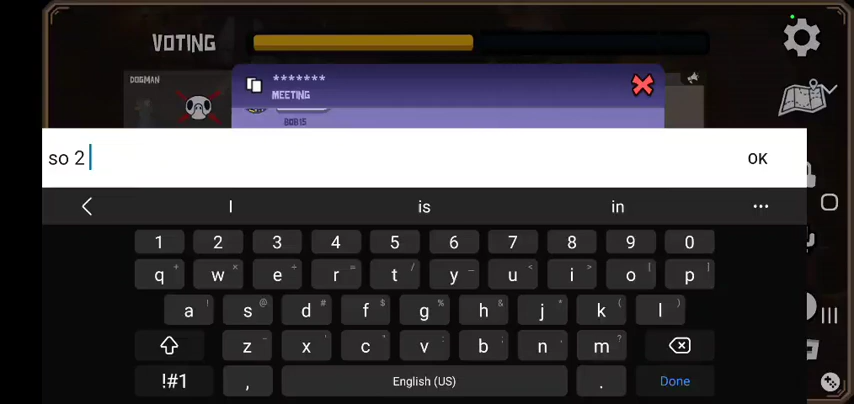 VOTING
DOGMAN
*******
MEETING
BOB15
so 2
OK
I is in ...
1 2 3 4 5 6 7 8 9 0
q + w × e ÷ r = t / y _ u < i > o [ p ]
a ! s @ d # f $ g % h & j * k ( l )
z - x ' c " v : b ; n , m ?
!#1 , English (US) . Done